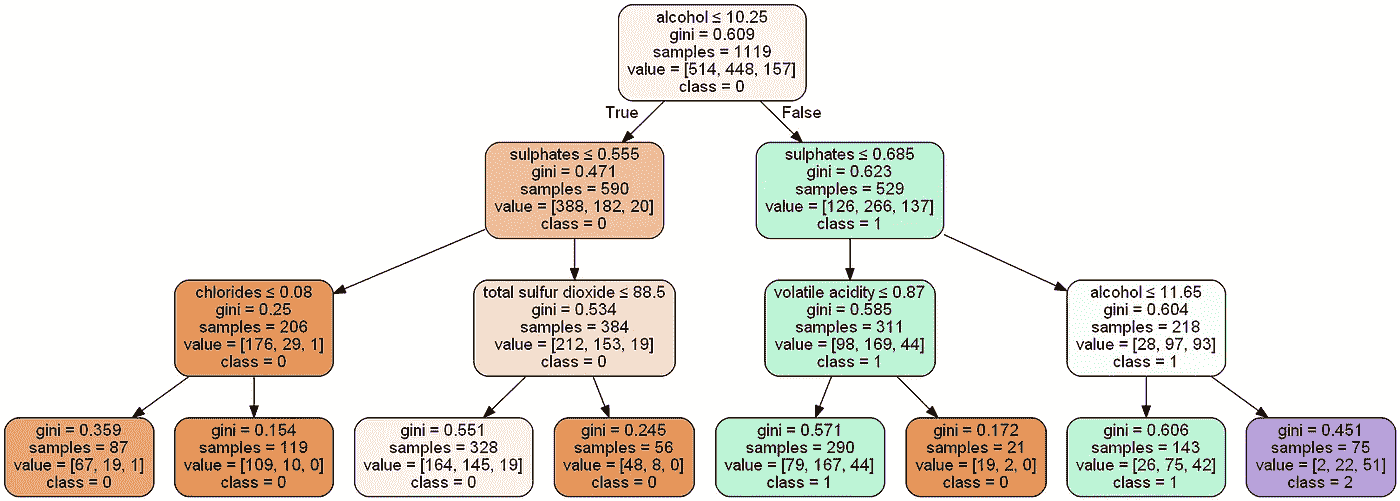 alcohol ≤ 10.25
gini = 0.609
samples = 1119
value = [514, 448, 157]
class = 0
True
False
sulphates ≤ 0.555
gini = 0.471
samples = 590
value = [388, 182, 20]
class = 0
sulphates ≤ 0.685
gini = 0.623
samples = 529
value = [126, 266, 137]
class = 1
chlorides ≤ 0.08
gini = 0.25
samples = 206
value = [176, 29, 1]
class = 0
total sulfur dioxide ≤ 88.5
gini = 0.534
samples = 384
value = [212, 153, 19]
class = 0
volatile acidity ≤ 0.87
gini = 0.585
samples = 311
value = [98, 169, 44]
class = 1
alcohol ≤ 11.65
gini = 0.604
samples = 218
value = [28, 97, 93]
class = 1
gini = 0.359
samples = 87
value = [67, 19, 1]
class = 0
gini = 0.154
samples = 119
value = [109, 10, 0]
class = 0
gini = 0.551
samples = 328
value = [164, 145, 19]
class = 0
gini = 0.245
samples = 56
value = [48, 8, 0]
class = 0
gini = 0.571
samples = 290
value = [79, 167, 44]
class = 1
gini = 0.172
samples = 21
value = [19, 2, 0]
class = 0
gini = 0.606
samples = 143
value = [26, 75, 42]
class = 1
gini = 0.451
samples = 75
value = [2, 22, 51]
class = 2